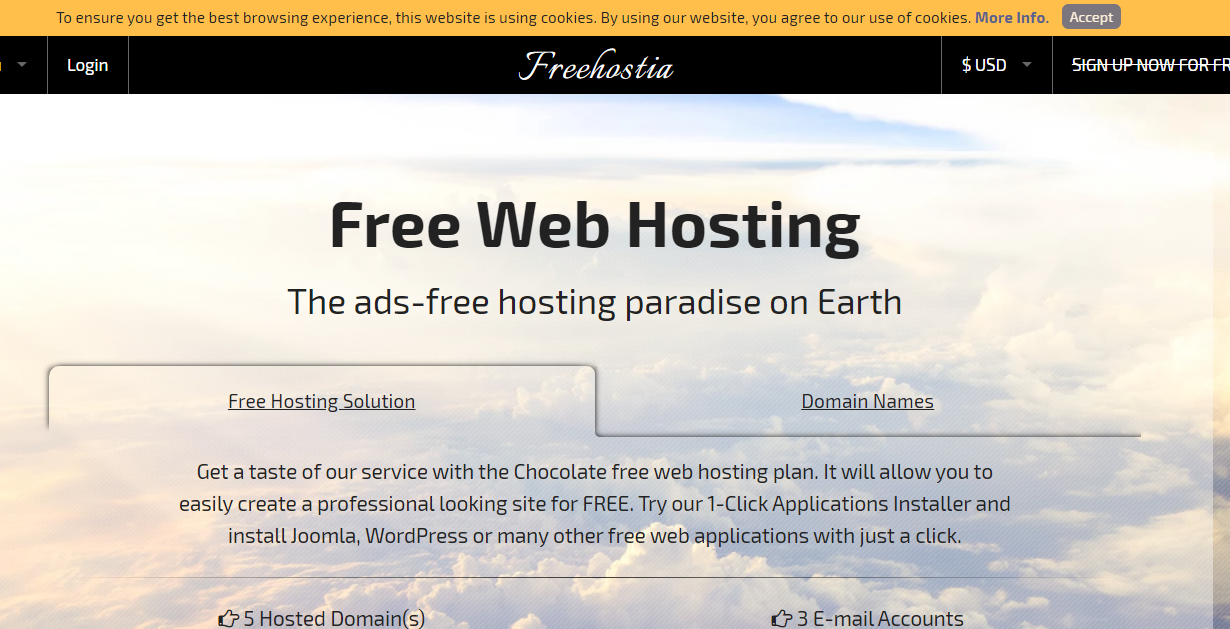 To ensure you get the best browsing experience, this website is using cookies. By using our website, you agree to our use of cookies. More Info. Accept
Login
Freehostia
$ USD
SIGN UP NOW FOR
Free Web Hosting
The ads-free hosting paradise on Earth
Free Hosting Solution
Domain Names
Get a taste of our service with the Chocolate free web hosting plan. It will allow you to
easily create a professional looking site for FREE. Try our 1-Click Applications Installer and
install Joomla, WordPress or many other free web applications with just a click.
5 Hosted Domain(s)
3 E-mail Accounts